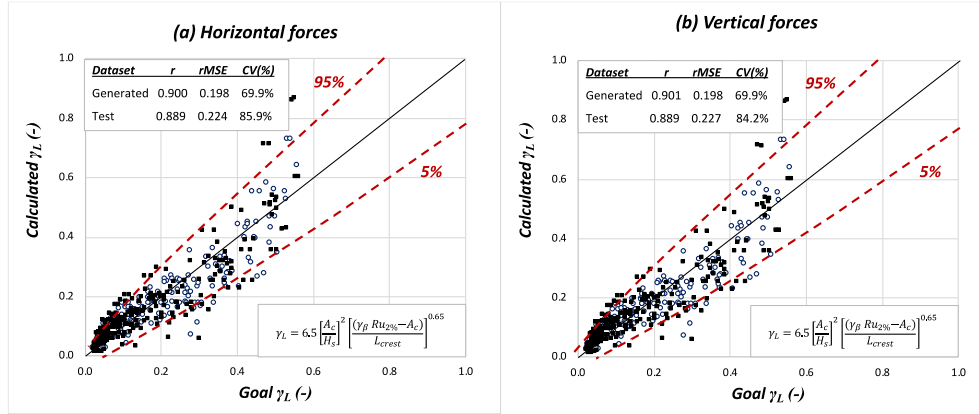 (a) Horizontal forces
Dataset r rMSE CV(%)
Generated 0.900 0.198 69.9%
Test 0.889 0.224 85.9%
95%
5%
1.0
0.8
0.6
0.4
0.2
0.0
Calculated γL (-)
γL = 6.5 [Ac/Hs]^2 [(γβ Ru2%−Ac)/Lcrest]^0.65
0.0 0.2 0.4 0.6 0.8 1.0
Goal γL (-)
(b) Vertical forces
Dataset r rMSE CV(%)
Generated 0.901 0.198 69.9%
Test 0.889 0.227 84.2%
95%
5%
1.0
0.8
0.6
0.4
0.2
0.0
Calculated γL (-)
γL = 6.5 [Ac/Hs]^2 [(γβ Ru2%−Ac)/Lcrest]^0,65
0.0 0.2 0.4 0.6 0.8 1.0
Goal γL (-)